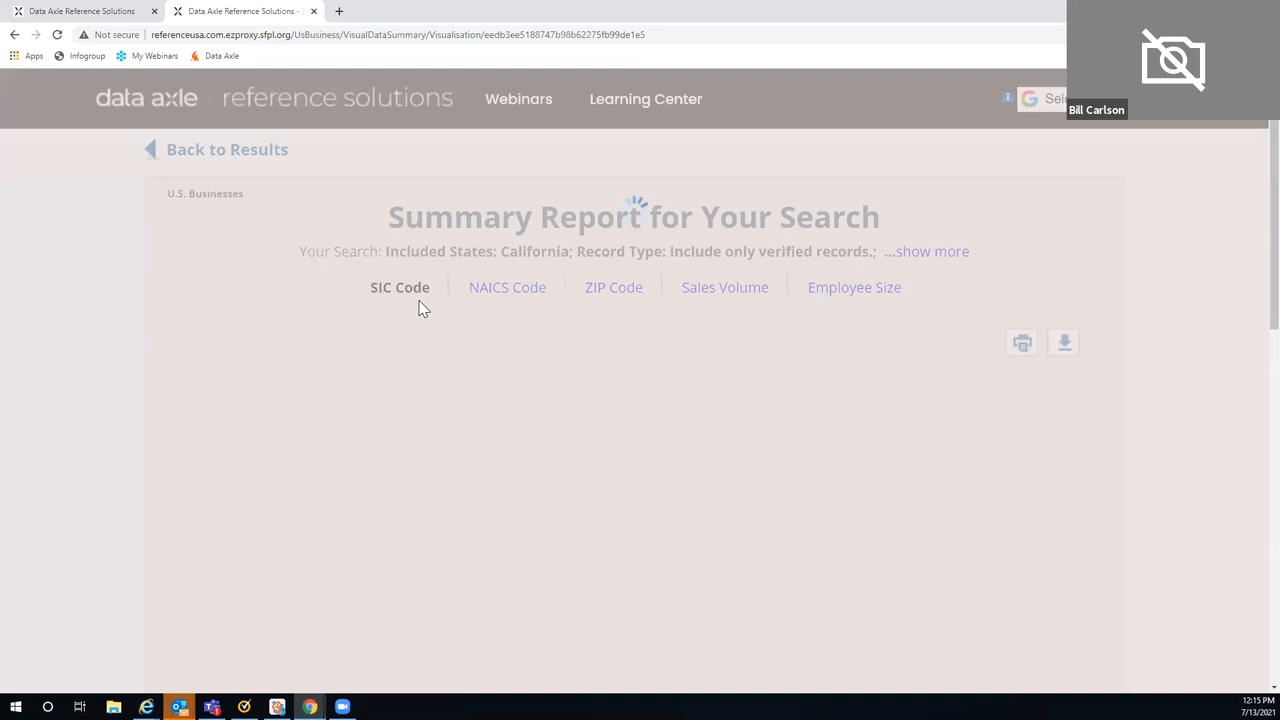 Data Axle Reference Solutions
Data Axle Reference Solutions -
Not secure
referenceusa.com.ezproxy.sfpl.org/UsBusiness/VisualDataSummary/Visualisation/eedb3ee5188747b98b62275fb99de1e5
Apps
Infogroup
My Webinars
Data Axle
data axle reference solutions
Webinars
Learning Center
G
Bill Carlson
Back to Results
U.S. Businesses
Summary Report for Your Search
Your Search: Included States: California; Record Type: Include only verified records.; ...show more
SIC Code
NAICS Code
ZIP Code
Sales Volume
Employee Size
12:15 PM
7/13/2021